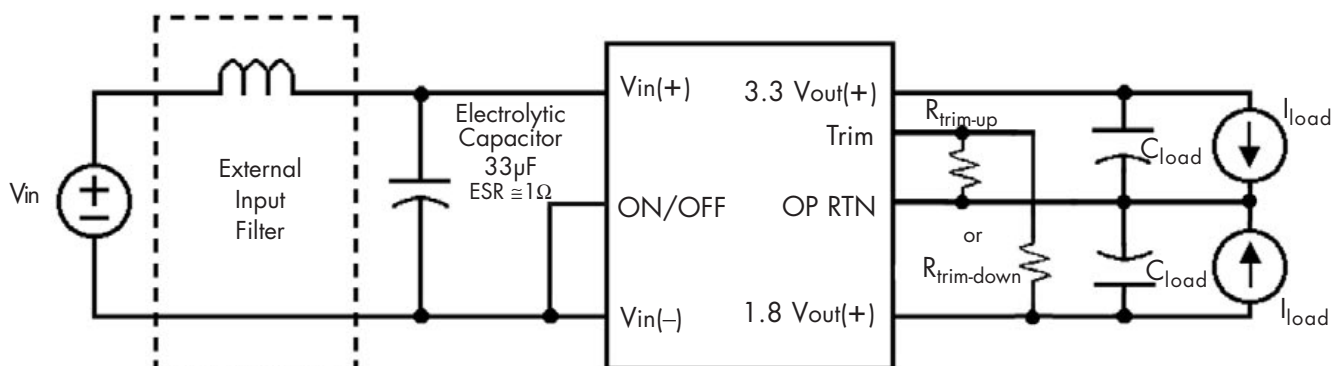 Vin
External
Input
Filter
Electrolytic
Capacitor
33µF
ESR ≅1Ω
Vin(+)
ON/OFF
Vin(–)
3.3 Vout(+)
Trim
OP RTN
1.8 Vout(+)
Rtrim-up
or
Rtrim-down
Cload
Iload
Cload
Iload